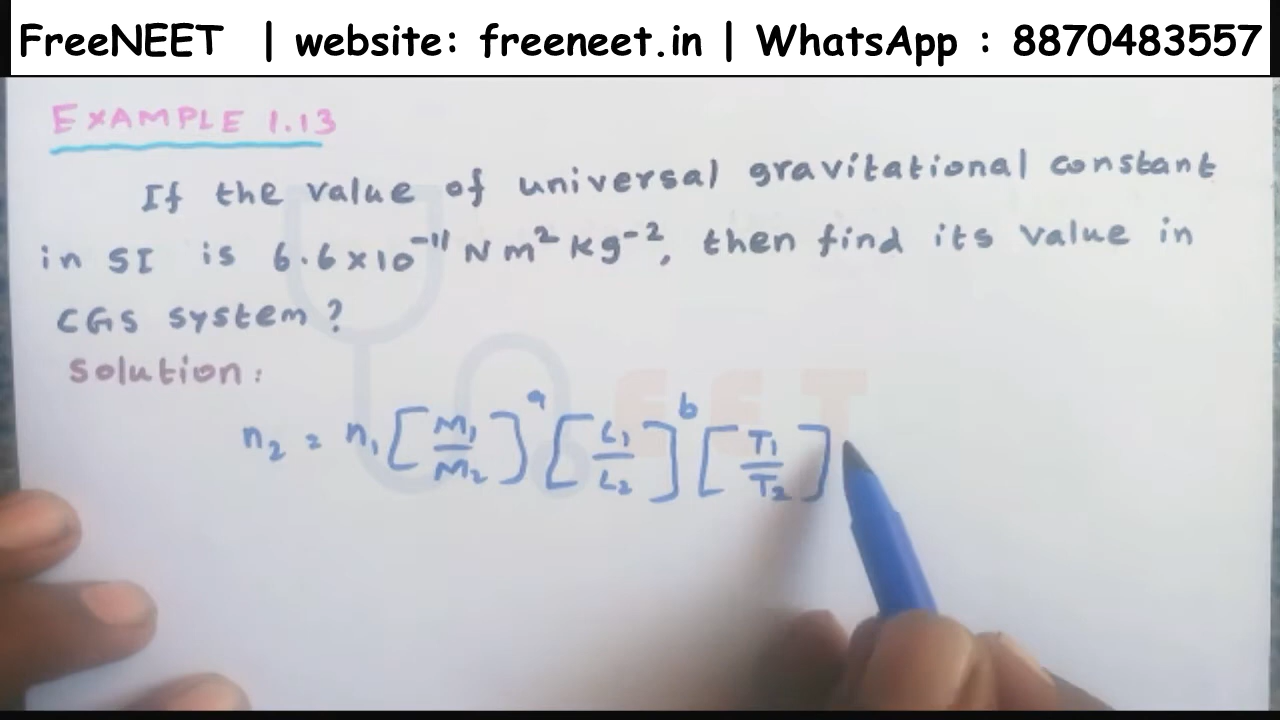 FreeNEET | website: freeneet.in | WhatsApp : 8870483557
EXAMPLE 1.13
If the value of universal gravitational constant
in SI is 6.6×10⁻¹¹ N m² kg⁻², then find its value in
CGS system?
Solution:
n₂ = n₁ [M₁/M₂]ᵃ [L₁/L₂]ᵇ [T₁/T₂]
EET